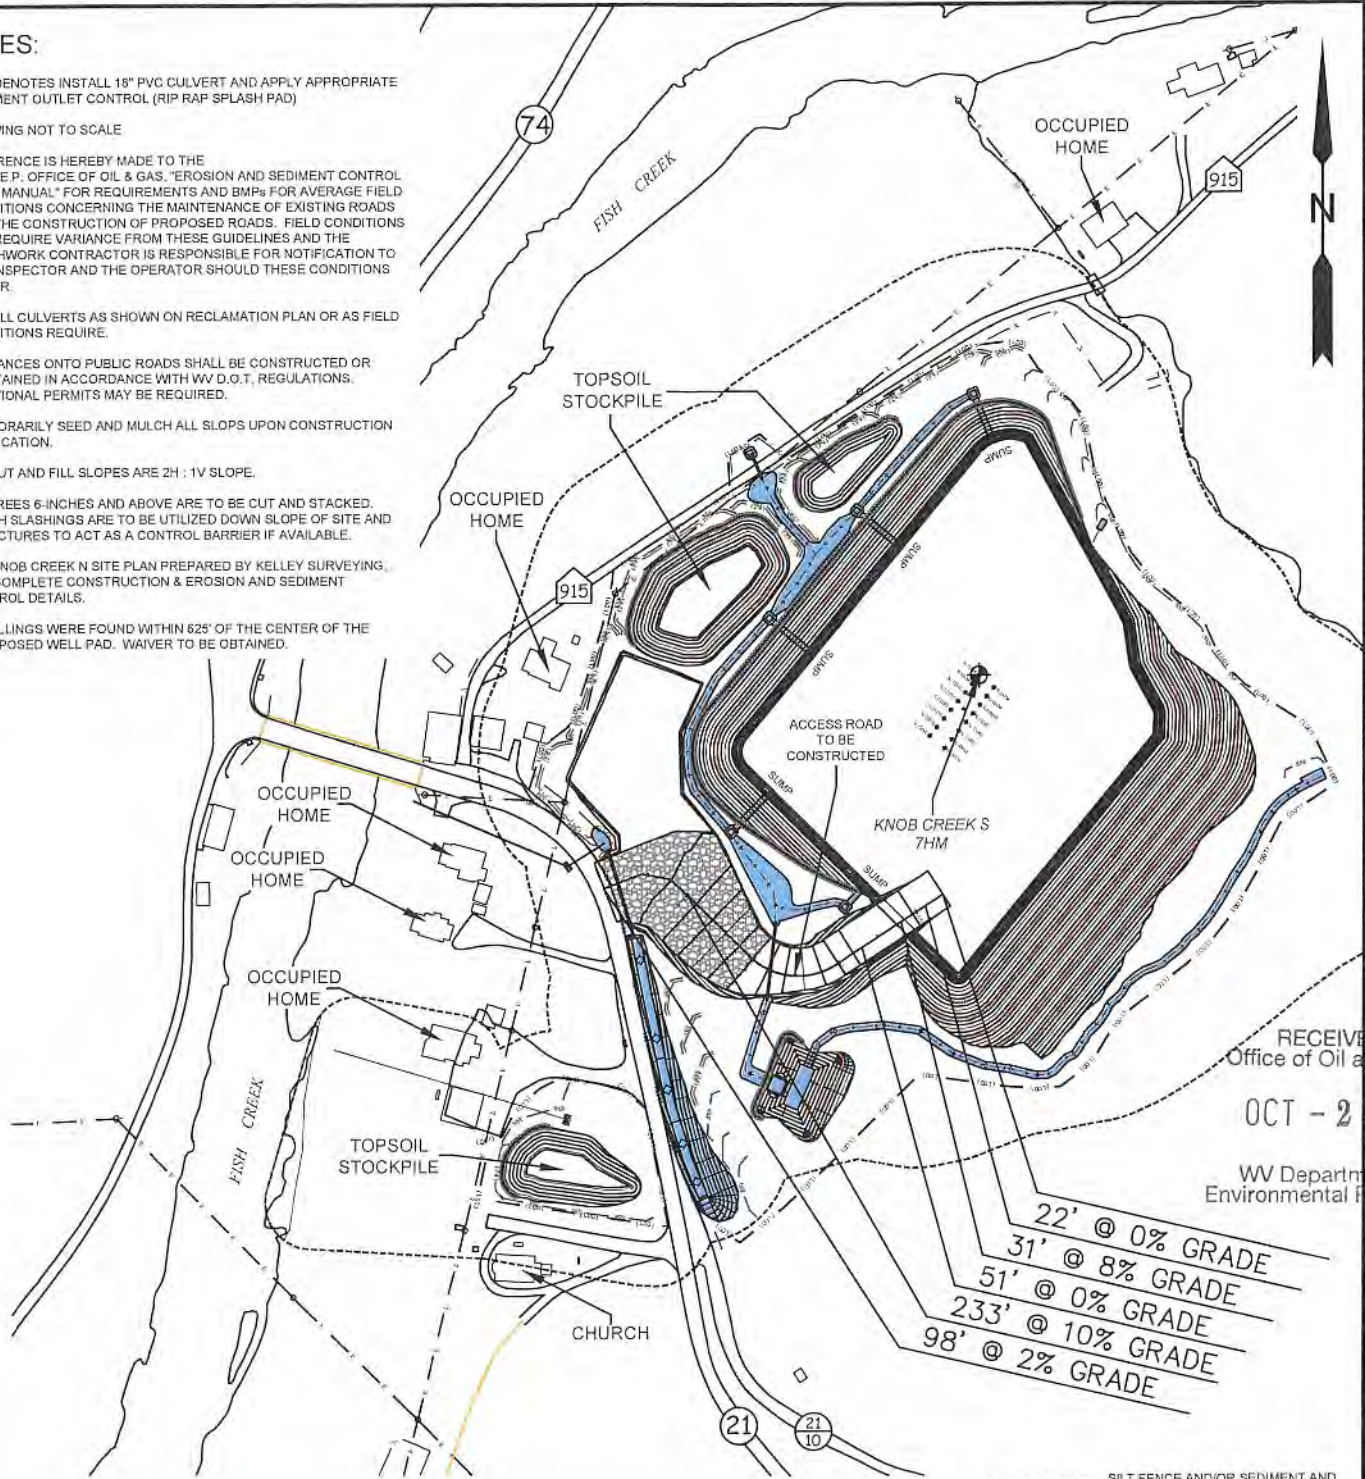 ES:
DENOTES INSTALL 18" PVC CULVERT AND APPLY APPROPRIATE
MENT OUTLET CONTROL (RIP RAP SPLASH PAD)
WING NOT TO SCALE
RENCE IS HEREBY MADE TO THE
E.P. OFFICE OF OIL & GAS, "EROSION AND SEDIMENT CONTROL
MANUAL" FOR REQUIREMENTS AND BMPs FOR AVERAGE FIELD
ITIONS CONCERNING THE MAINTENANCE OF EXISTING ROADS
THE CONSTRUCTION OF PROPOSED ROADS. FIELD CONDITIONS
REQUIRE VARIANCE FROM THESE GUIDELINES AND THE
HWORK CONTRACTOR IS RESPONSIBLE FOR NOTIFICATION TO
NSPECTOR AND THE OPERATOR SHOULD THESE CONDITIONS
R.
LL CULVERTS AS SHOWN ON RECLAMATION PLAN OR AS FIELD
ITIONS REQUIRE.
ANCES ONTO PUBLIC ROADS SHALL BE CONSTRUCTED OR
TAINED IN ACCORDANCE WITH WV D.O.T. REGULATIONS.
TIONAL PERMITS MAY BE REQUIRED.
ORARILY SEED AND MULCH ALL SLOPS UPON CONSTRUCTION
CATION.
UT AND FILL SLOPES ARE 2H : 1V SLOPE.
REES 6-INCHES AND ABOVE ARE TO BE CUT AND STACKED.
H SLASHINGS ARE TO BE UTILIZED DOWN SLOPE OF SITE AND
CTURES TO ACT AS A CONTROL BARRIER IF AVAILABLE.
NOB CREEK N SITE PLAN PREPARED BY KELLEY SURVEYING,
OMPLETE CONSTRUCTION & EROSION AND SEDIMENT
ROL DETAILS.
LLINGS WERE FOUND WITHIN 625' OF THE CENTER OF THE
POSED WELL PAD. WAIVER TO BE OBTAINED.
74
FISH CREEK
OCCUPIED
HOME
915
N
TOPSOIL
STOCKPILE
SUMP
OCCUPIED
HOME
SUMP
915
SUMP
ACCESS ROAD
TO BE
CONSTRUCTED
SUMP
OCCUPIED
HOME
KNOB CREEK S
7HM
OCCUPIED
HOME
SUMP
OCCUPIED
HOME
RECEIVE
Office of Oil a
OCT - 2
FISH CREEK
TOPSOIL
STOCKPILE
WV Departm
Environmental P
22' @ 0% GRADE
31' @ 8% GRADE
51' @ 0% GRADE
233' @ 10% GRADE
98' @ 2% GRADE
CHURCH
21
21
10
SILT FENCE AND/OR SEDIMENT AND